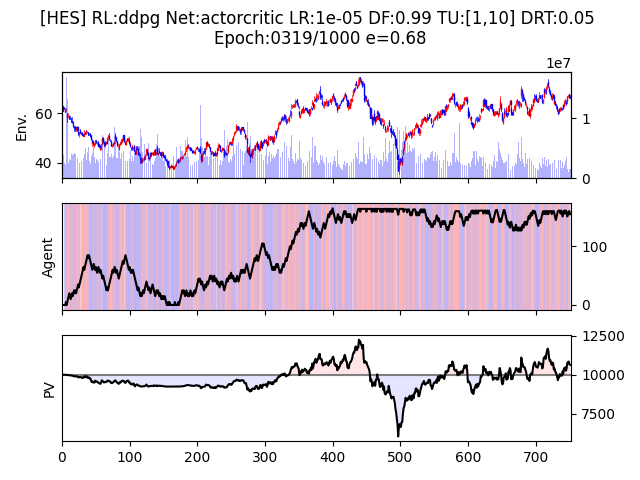 [HES] RL:ddpg Net:actorcritic LR:1e-05 DF:0.99 TU:[1,10] DRT:0.05
Epoch:0319/1000 e=0.68
1e7
Env.
60
40
1
0
Agent
100
0
PV
12500
10000
7500
0 100 200 300 400 500 600 700